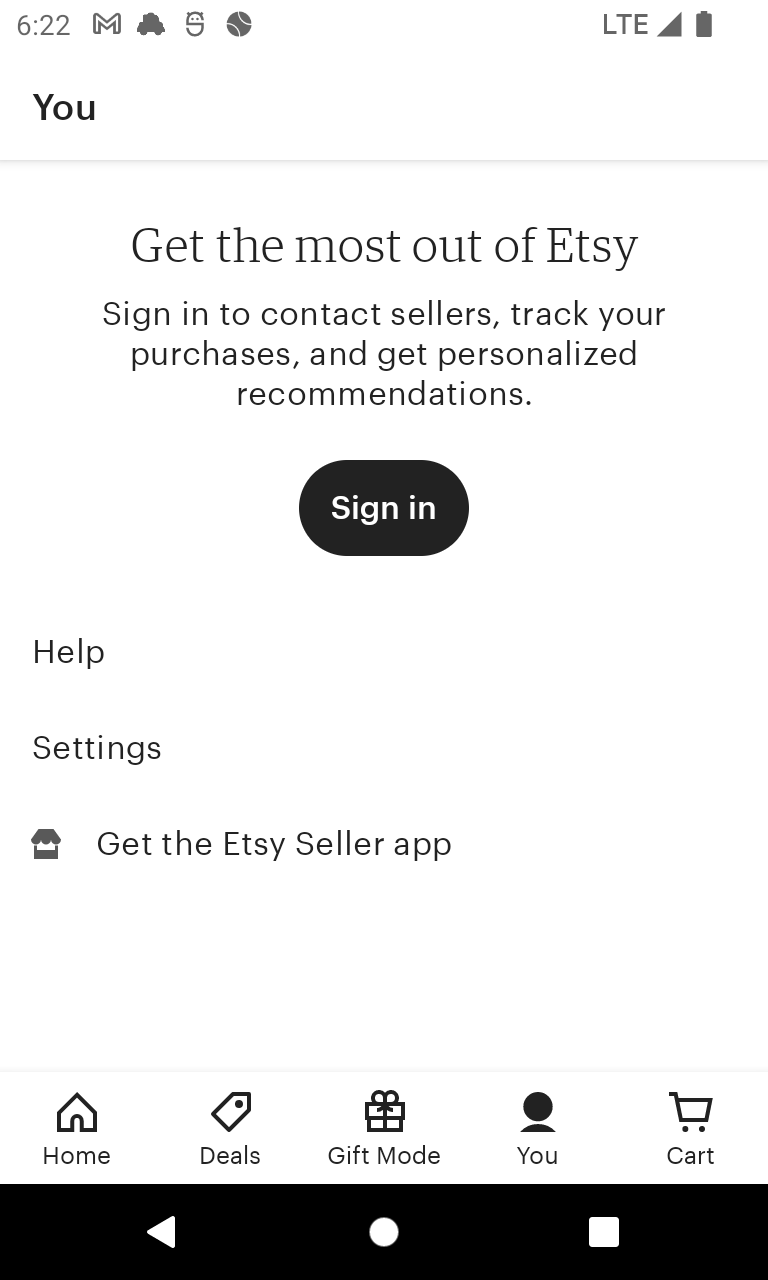 6:22
LTE
You
Get the most out of Etsy
Sign in to contact sellers, track your
purchases, and get personalized
recommendations.
Sign in
Help
Settings
Get the Etsy Seller app
Home
Deals
Gift Mode
You
Cart